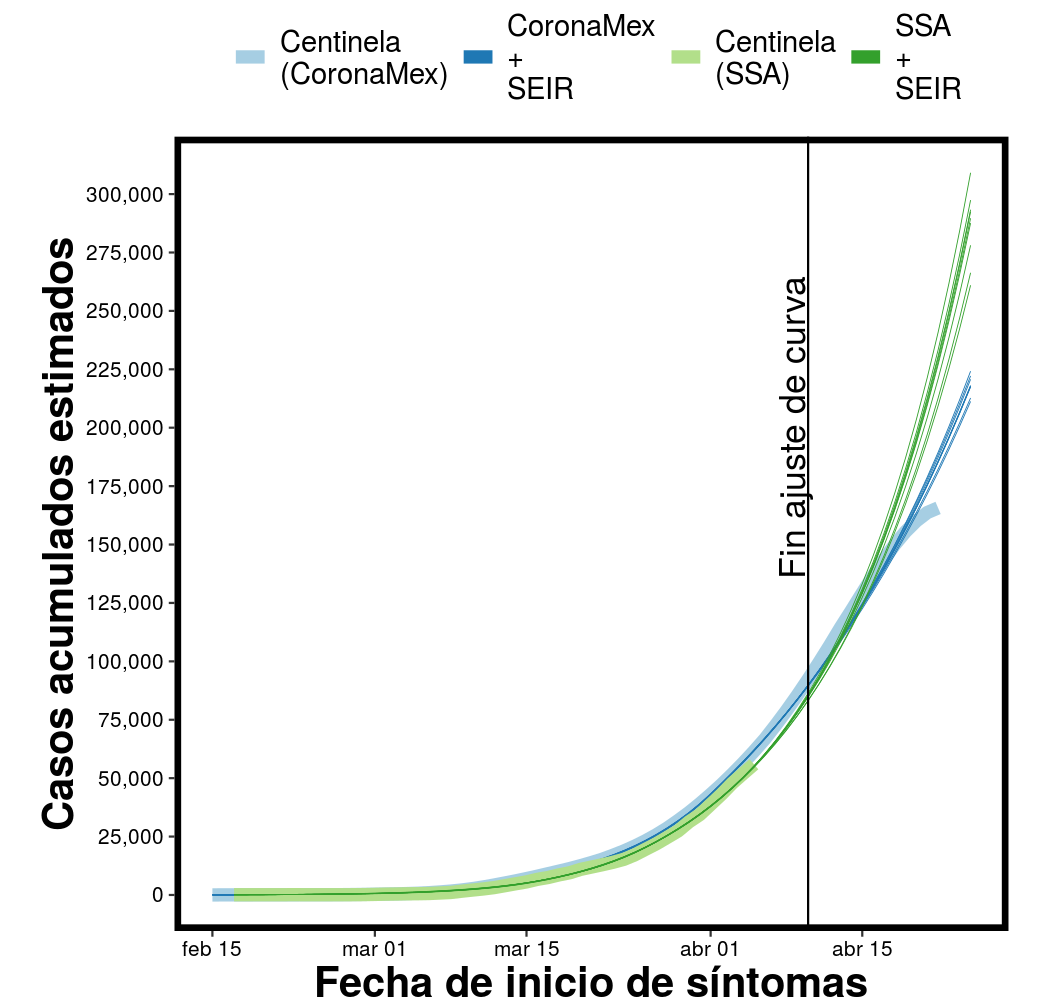 Centinela
(CoronaMex)
CoronaMex
+
SEIR
Centinela
(SSA)
SSA
+
SEIR
Casos acumulados estimados
300,000
275,000
250,000
225,000
200,000
175,000
150,000
125,000
100,000
75,000
50,000
25,000
0
Fin ajuste de curva
feb 15
mar 01
mar 15
abr 01
abr 15
Fecha de inicio de síntomas